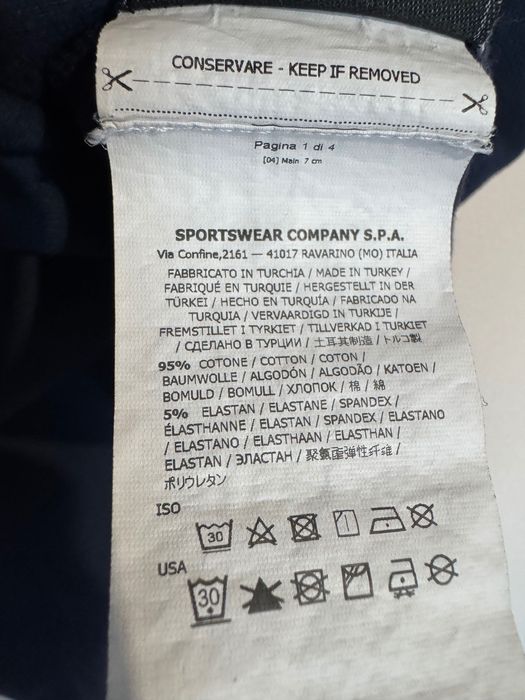 CONSERVARE - KEEP IF REMOVED
Pagina 1 di 4
[04] Main 7 cm
SPORTSWEAR COMPANY S.P.A.
Via Confine,2161 — 41017 RAVARINO (MO) ITALIA
FABBRICATO IN TURCHIA / MADE IN TURKEY /
FABRIQUÉ EN TURQUIE / HERGESTELLT IN DER
TÜRKEI / HECHO EN TURQUÍA / FABRICADO NA
TURQUIA / VERVAARDIGD IN TURKIJE /
FREMSTILLET I TYRKIET / TILLVERKAD I TURKIET
/ СДЕЛАНО В ТУРЦИИ / 土耳其制造 / トルコ製
95% COTONE / COTTON / COTON /
BAUMWOLLE / ALGODÓN / ALGODÃO / KATOEN /
BOMULD / BOMULL / ХЛОПОК / 棉 / 綿
5% ELASTAN / ELASTANE / SPANDEX /
ÉLASTHANNE / ELASTAN / SPANDEX / ELASTANO
/ ELASTANO / ELASTHAAN / ELASTHAN /
ELASTAN / ЭЛАСТАН / 聚氨酯弹性纤维 /
ポリウレタン
ISO
30
USA
30